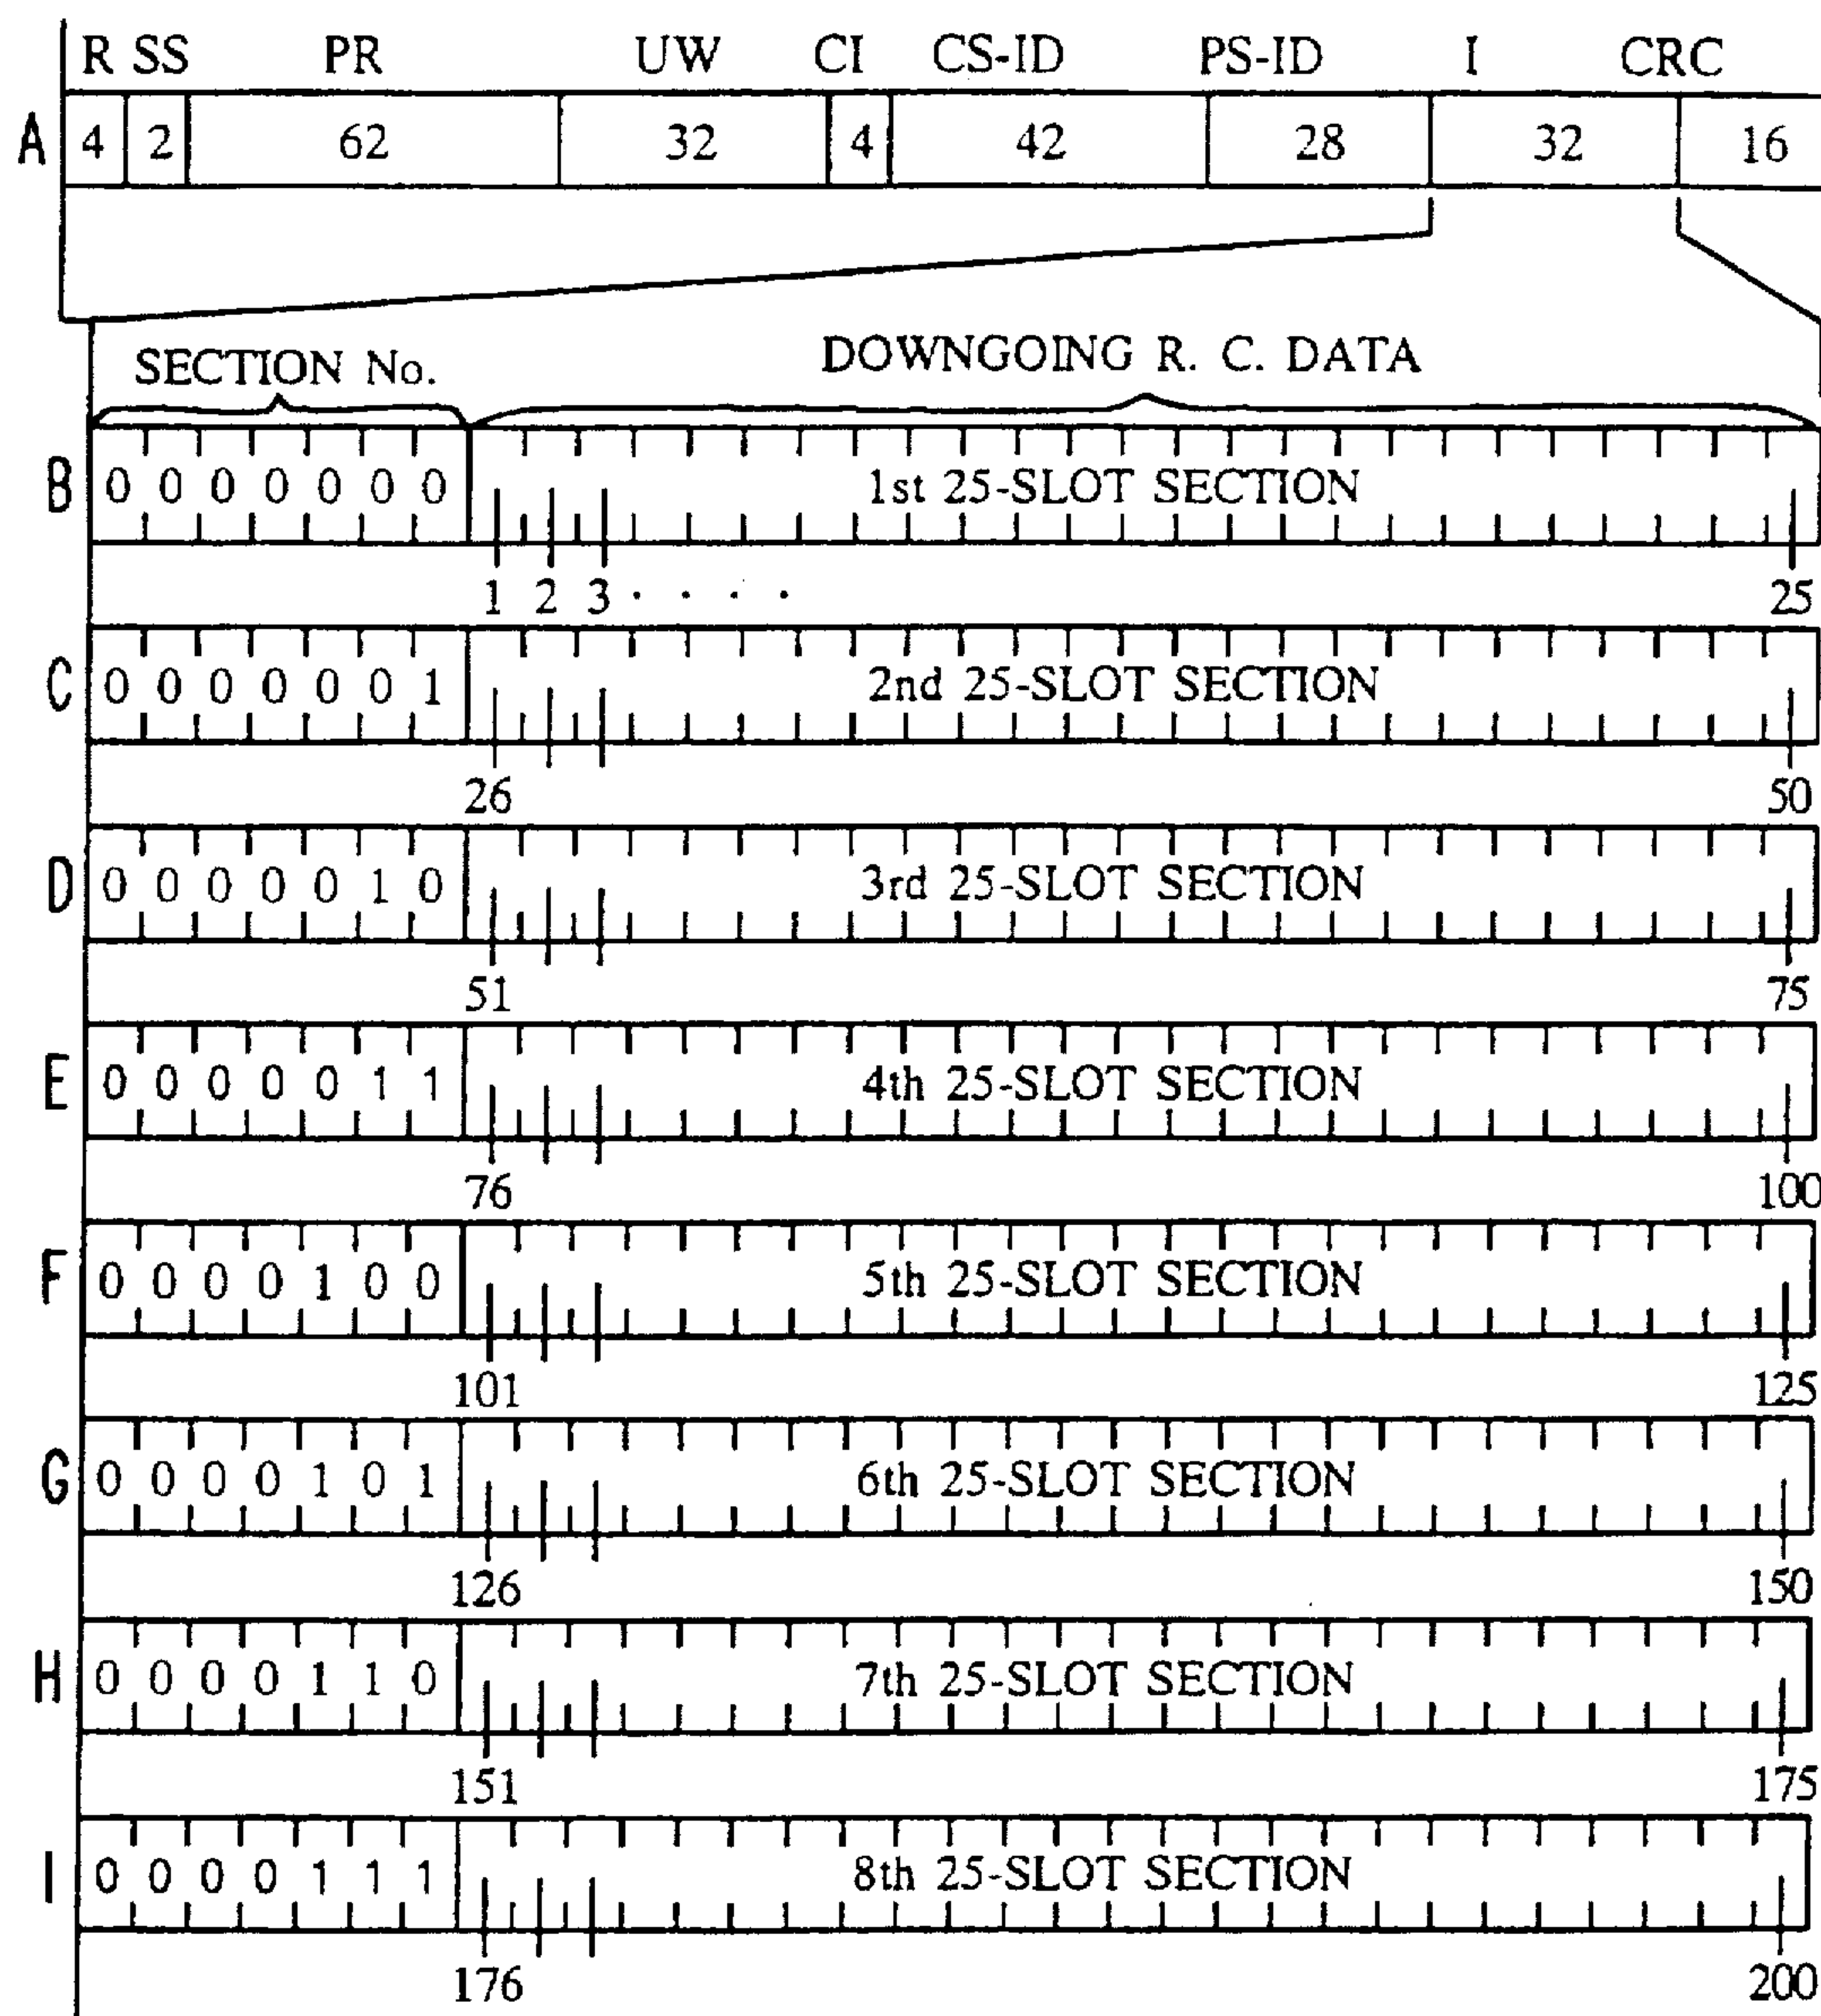 R SS PR UW CI CS-ID PS-ID I CRC
A 4 2 62 32 4 42 28 32 16
SECTION No. DOWNGOING R. C. DATA
B 0 0 0 0 0 0 0 1st 25-SLOT SECTION
1 2 3 · · · · 25
C 0 0 0 0 0 0 1 2nd 25-SLOT SECTION
26 50
D 0 0 0 0 0 1 0 3rd 25-SLOT SECTION
51 75
E 0 0 0 0 0 1 1 4th 25-SLOT SECTION
76 100
F 0 0 0 0 1 0 0 5th 25-SLOT SECTION
101 125
G 0 0 0 0 1 0 1 6th 25-SLOT SECTION
126 150
H 0 0 0 0 1 1 0 7th 25-SLOT SECTION
151 175
I 0 0 0 0 1 1 1 8th 25-SLOT SECTION
176 200